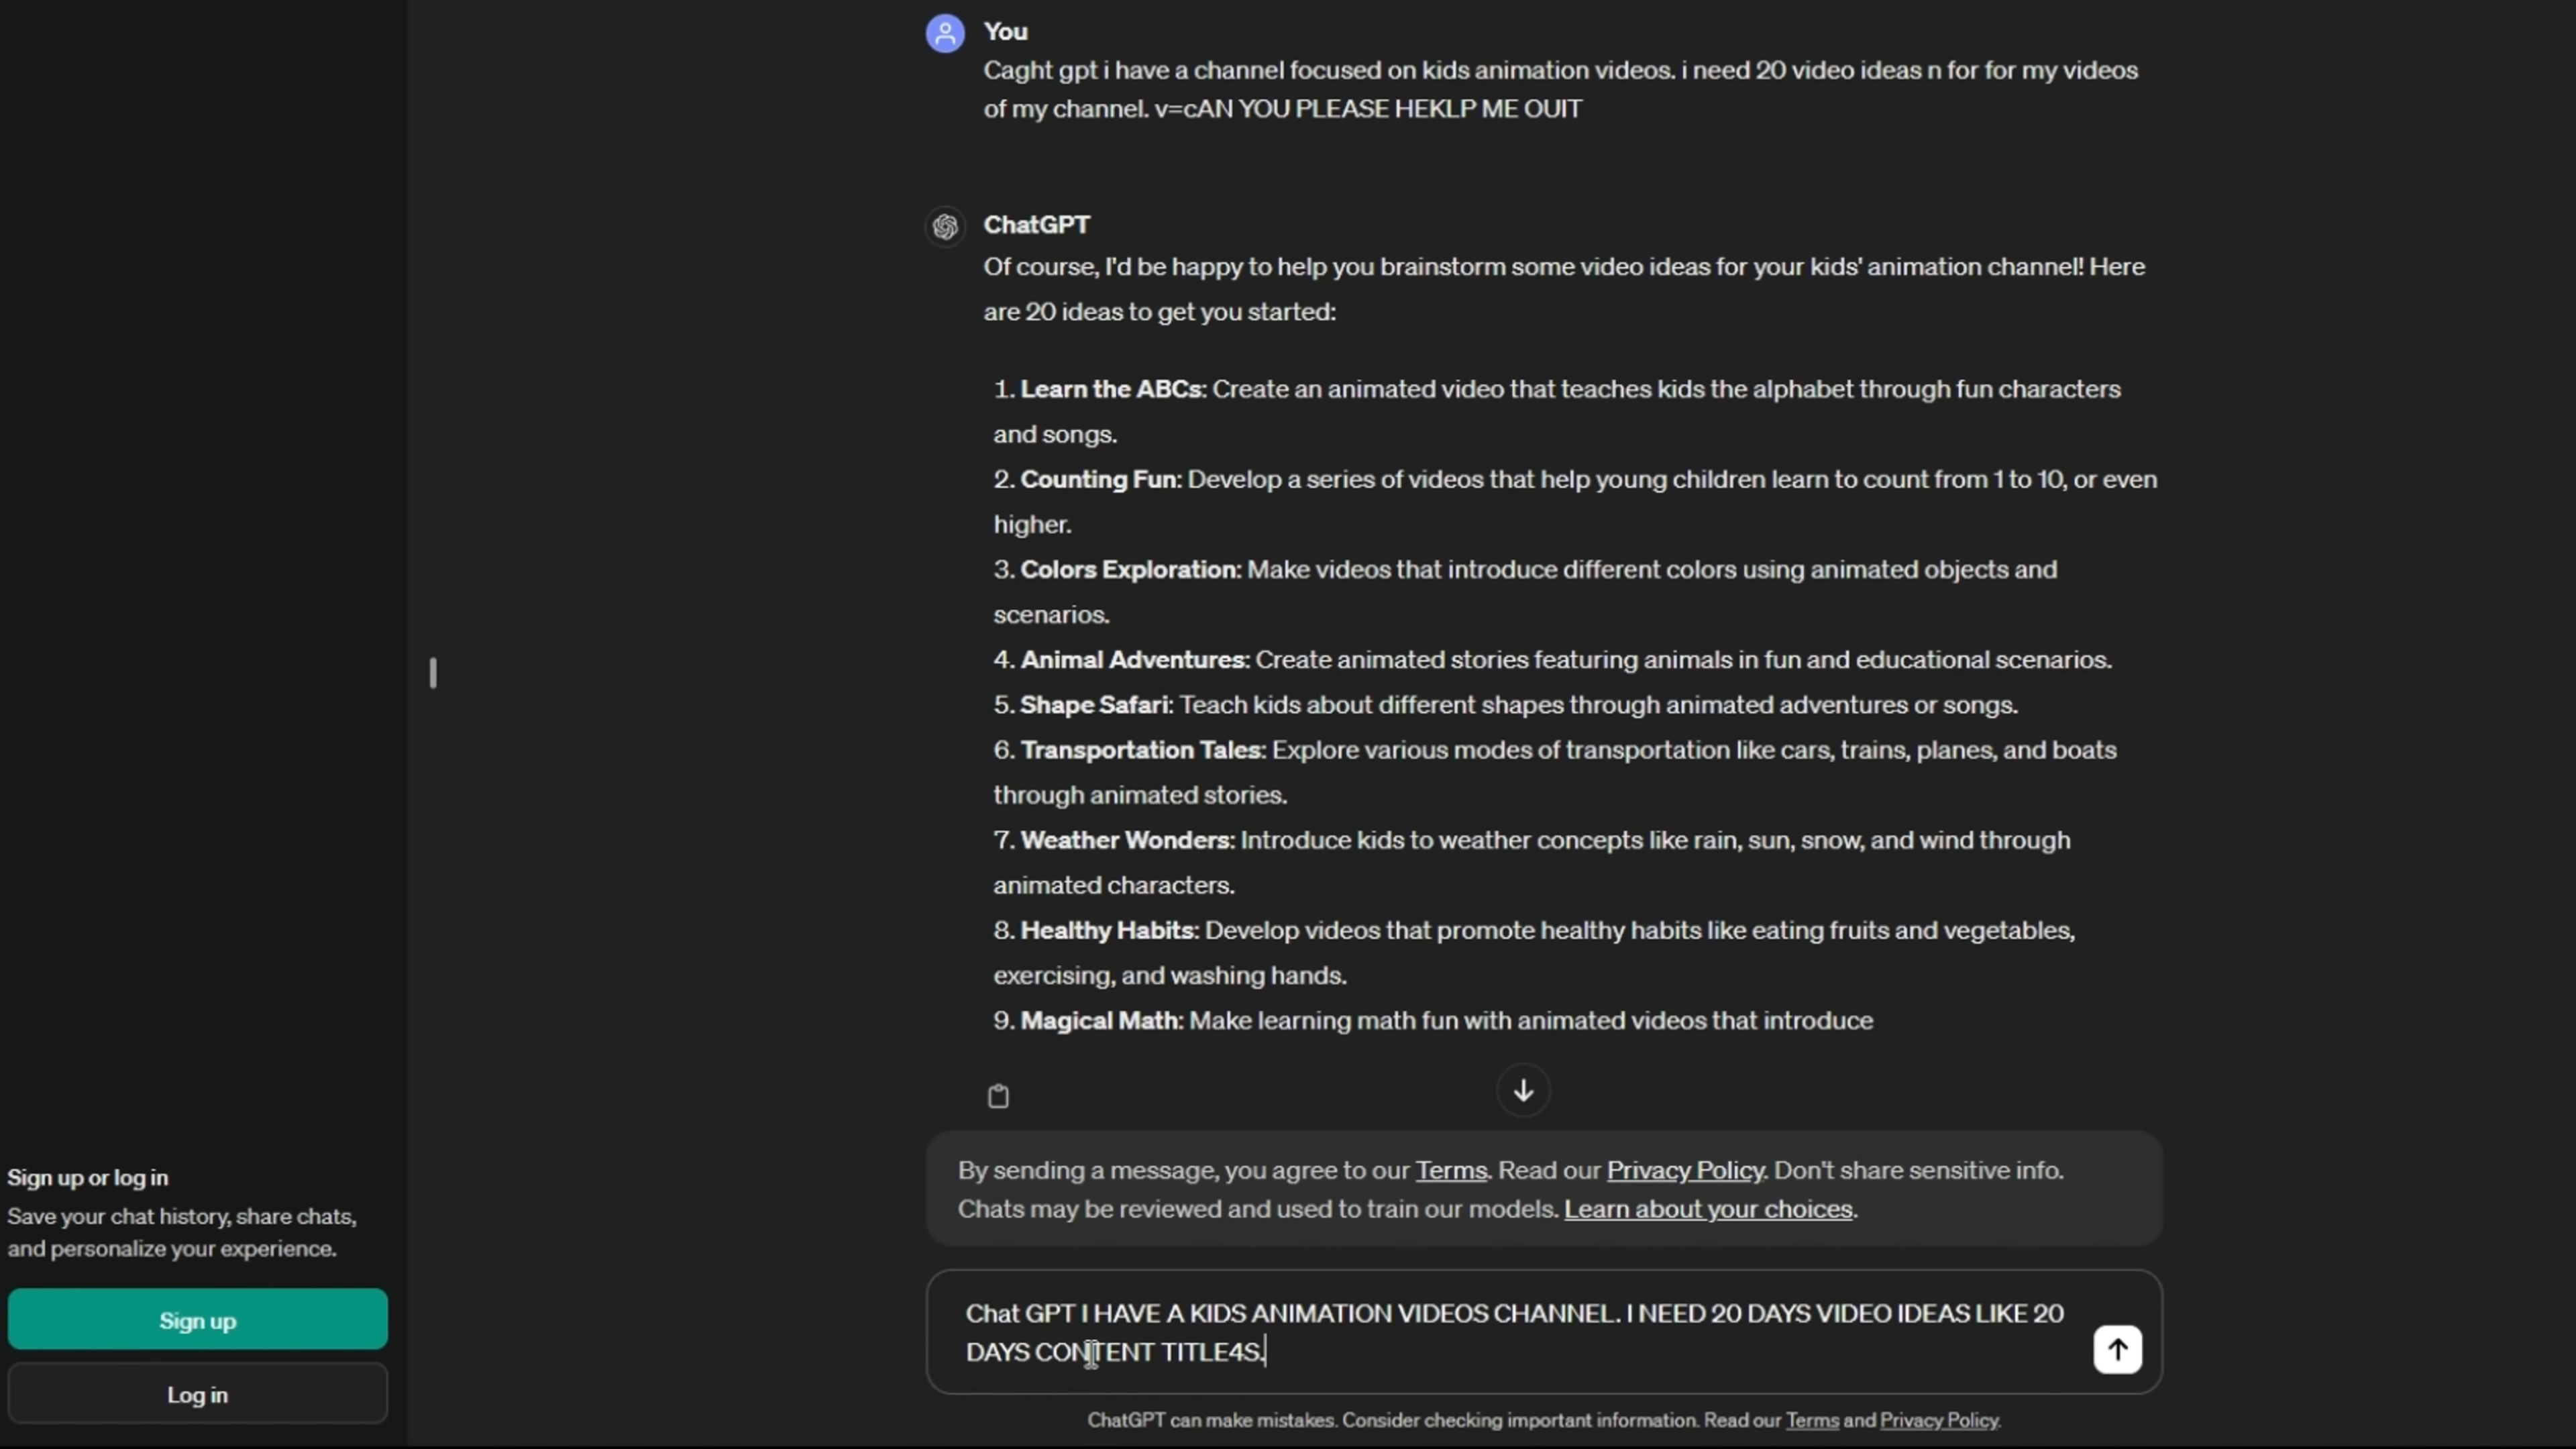 You
Caght gpt i have a channel focused on kids animation videos. i need 20 video ideas n for for my videos
of my channel. v=cAN YOU PLEASE HEKLP ME OUIT
ChatGPT
Of course, I'd be happy to help you brainstorm some video ideas for your kids' animation channel! Here
are 20 ideas to get you started:
1. Learn the ABCs: Create an animated video that teaches kids the alphabet through fun characters
and songs.
2. Counting Fun: Develop a series of videos that help young children learn to count from 1 to 10, or even
higher.
3. Colors Exploration: Make videos that introduce different colors using animated objects and
scenarios.
4. Animal Adventures: Create animated stories featuring animals in fun and educational scenarios.
5. Shape Safari: Teach kids about different shapes through animated adventures or songs.
6. Transportation Tales: Explore various modes of transportation like cars, trains, planes, and boats
through animated stories.
7. Weather Wonders: Introduce kids to weather concepts like rain, sun, snow, and wind through
animated characters.
8. Healthy Habits: Develop videos that promote healthy habits like eating fruits and vegetables,
exercising, and washing hands.
9. Magical Math: Make learning math fun with animated videos that introduce
By sending a message, you agree to our Terms. Read our Privacy Policy. Don't share sensitive info.
Chats may be reviewed and used to train our models. Learn about your choices.
Chat GPT I HAVE A KIDS ANIMATION VIDEOS CHANNEL. I NEED 20 DAYS VIDEO IDEAS LIKE 20
DAYS CONTENT TITLE4S.
ChatGPT can make mistakes. Consider checking important information. Read our Terms and Privacy Policy.
Sign up or log in
Save your chat history, share chats,
and personalize your experience.
Sign up
Log in